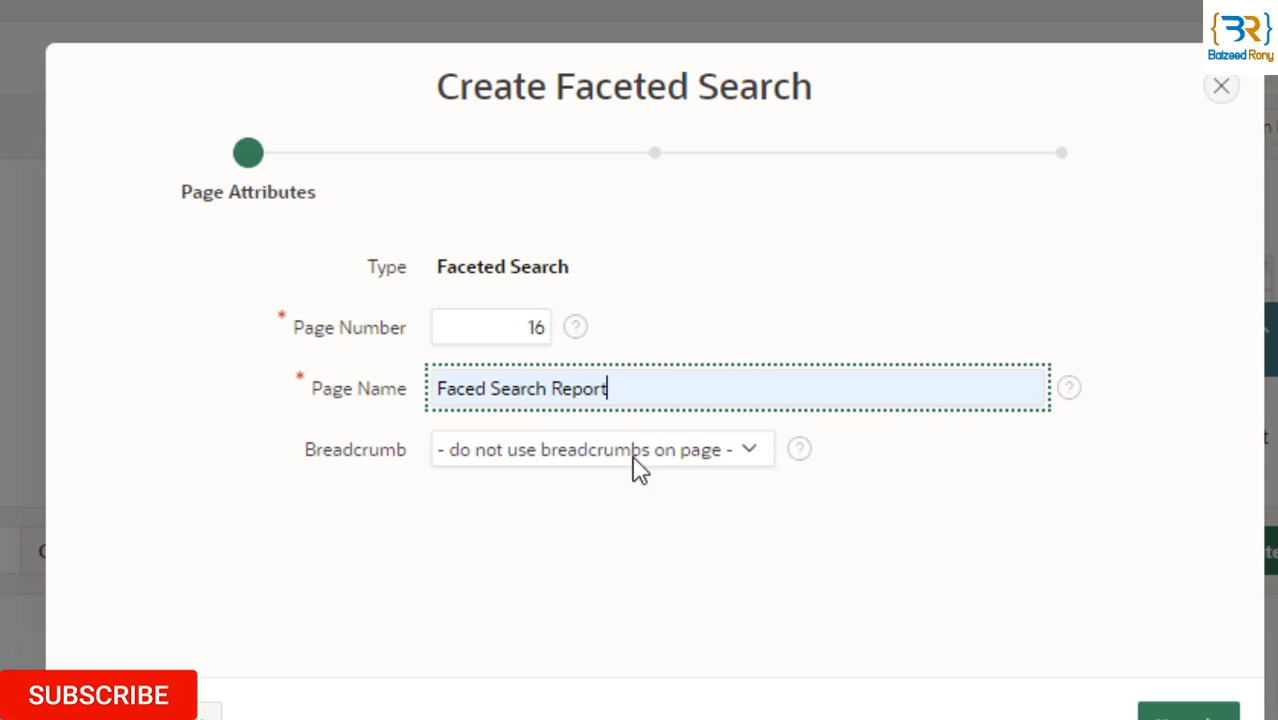 {BR}
Baizeed Rony
Create Faceted Search
Page Attributes
Type Faceted Search
* Page Number 16 ?
* Page Name Faced Search Report ?
Breadcrumb - do not use breadcrumbs on page - ?
SUBSCRIBE